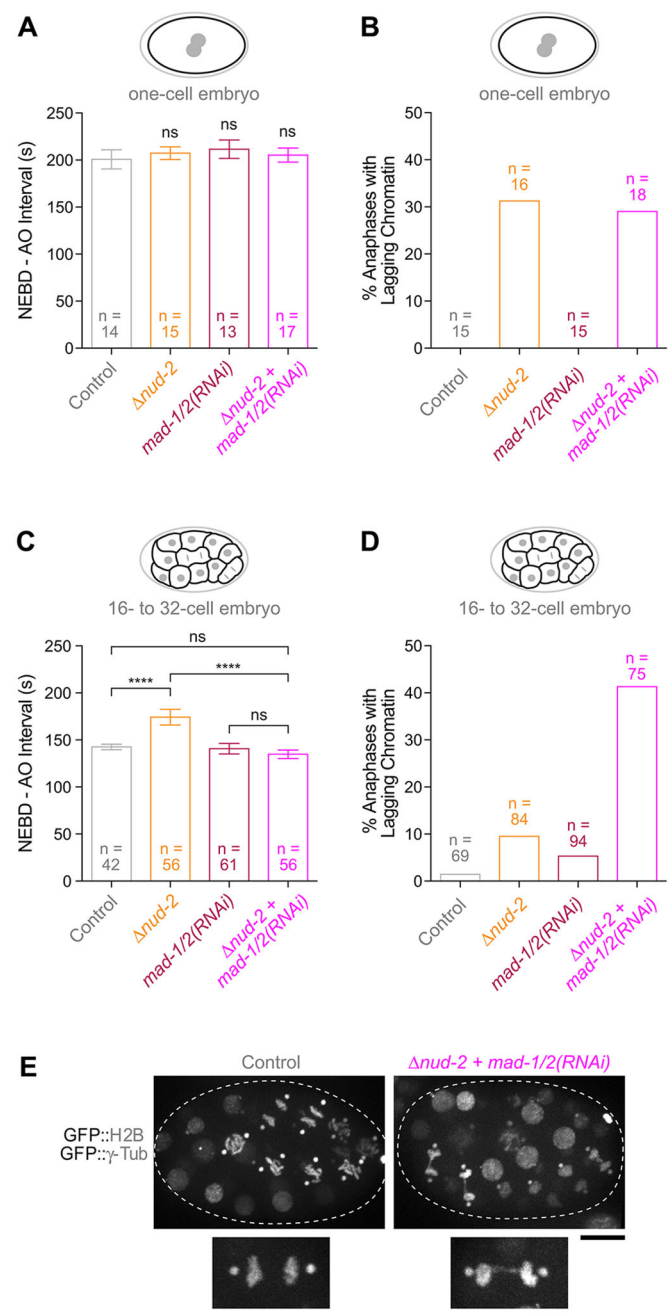 A
one-cell embryo
NEBD - AO Interval (s)
250
200
150
100
50
0
ns
ns
ns
n =
14
n =
15
n =
13
n =
17
Control
Δnud-2
mad-1/2(RNAi)
Δnud-2 +
mad-1/2(RNAi)
B
one-cell embryo
% Anaphases with
Lagging Chromatin
50
40
30
20
10
0
n =
15
n =
16
n =
15
n =
18
Control
Δnud-2
mad-1/2(RNAi)
Δnud-2 +
mad-1/2(RNAi)
C
16- to 32-cell embryo
NEBD - AO Interval (s)
250
200
150
100
50
0
ns
****
****
ns
n =
42
n =
56
n =
61
n =
56
Control
Δnud-2
mad-1/2(RNAi)
Δnud-2 +
mad-1/2(RNAi)
D
16- to 32-cell embryo
% Anaphases with
Lagging Chromatin
50
40
30
20
10
0
n =
69
n =
84
n =
94
n =
75
Control
Δnud-2
mad-1/2(RNAi)
Δnud-2 +
mad-1/2(RNAi)
E
Control
Δnud-2 + mad-1/2(RNAi)
GFP::H2B
GFP::γ-Tub